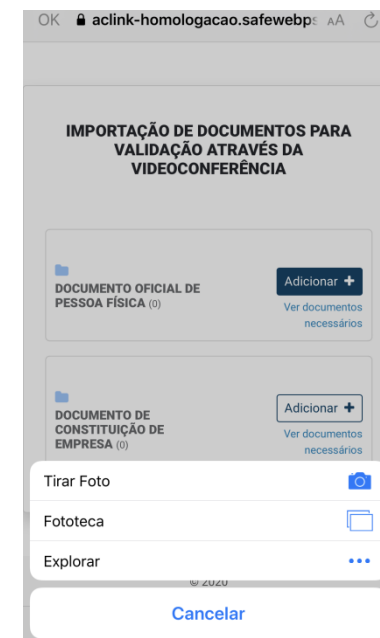 OK aclink-homologacao.safewebps AA
IMPORTAÇÃO DE DOCUMENTOS PARA
VALIDAÇÃO ATRAVÉS DA
VIDEOCONFERÊNCIA
DOCUMENTO OFICIAL DE
PESSOA FÍSICA (0)
Adicionar +
Ver documentos
necessários
DOCUMENTO DE
CONSTITUIÇÃO DE
EMPRESA (0)
Adicionar +
Ver documentos
necessários
Tirar Foto
Fototeca
Explorar
© 2020
Cancelar